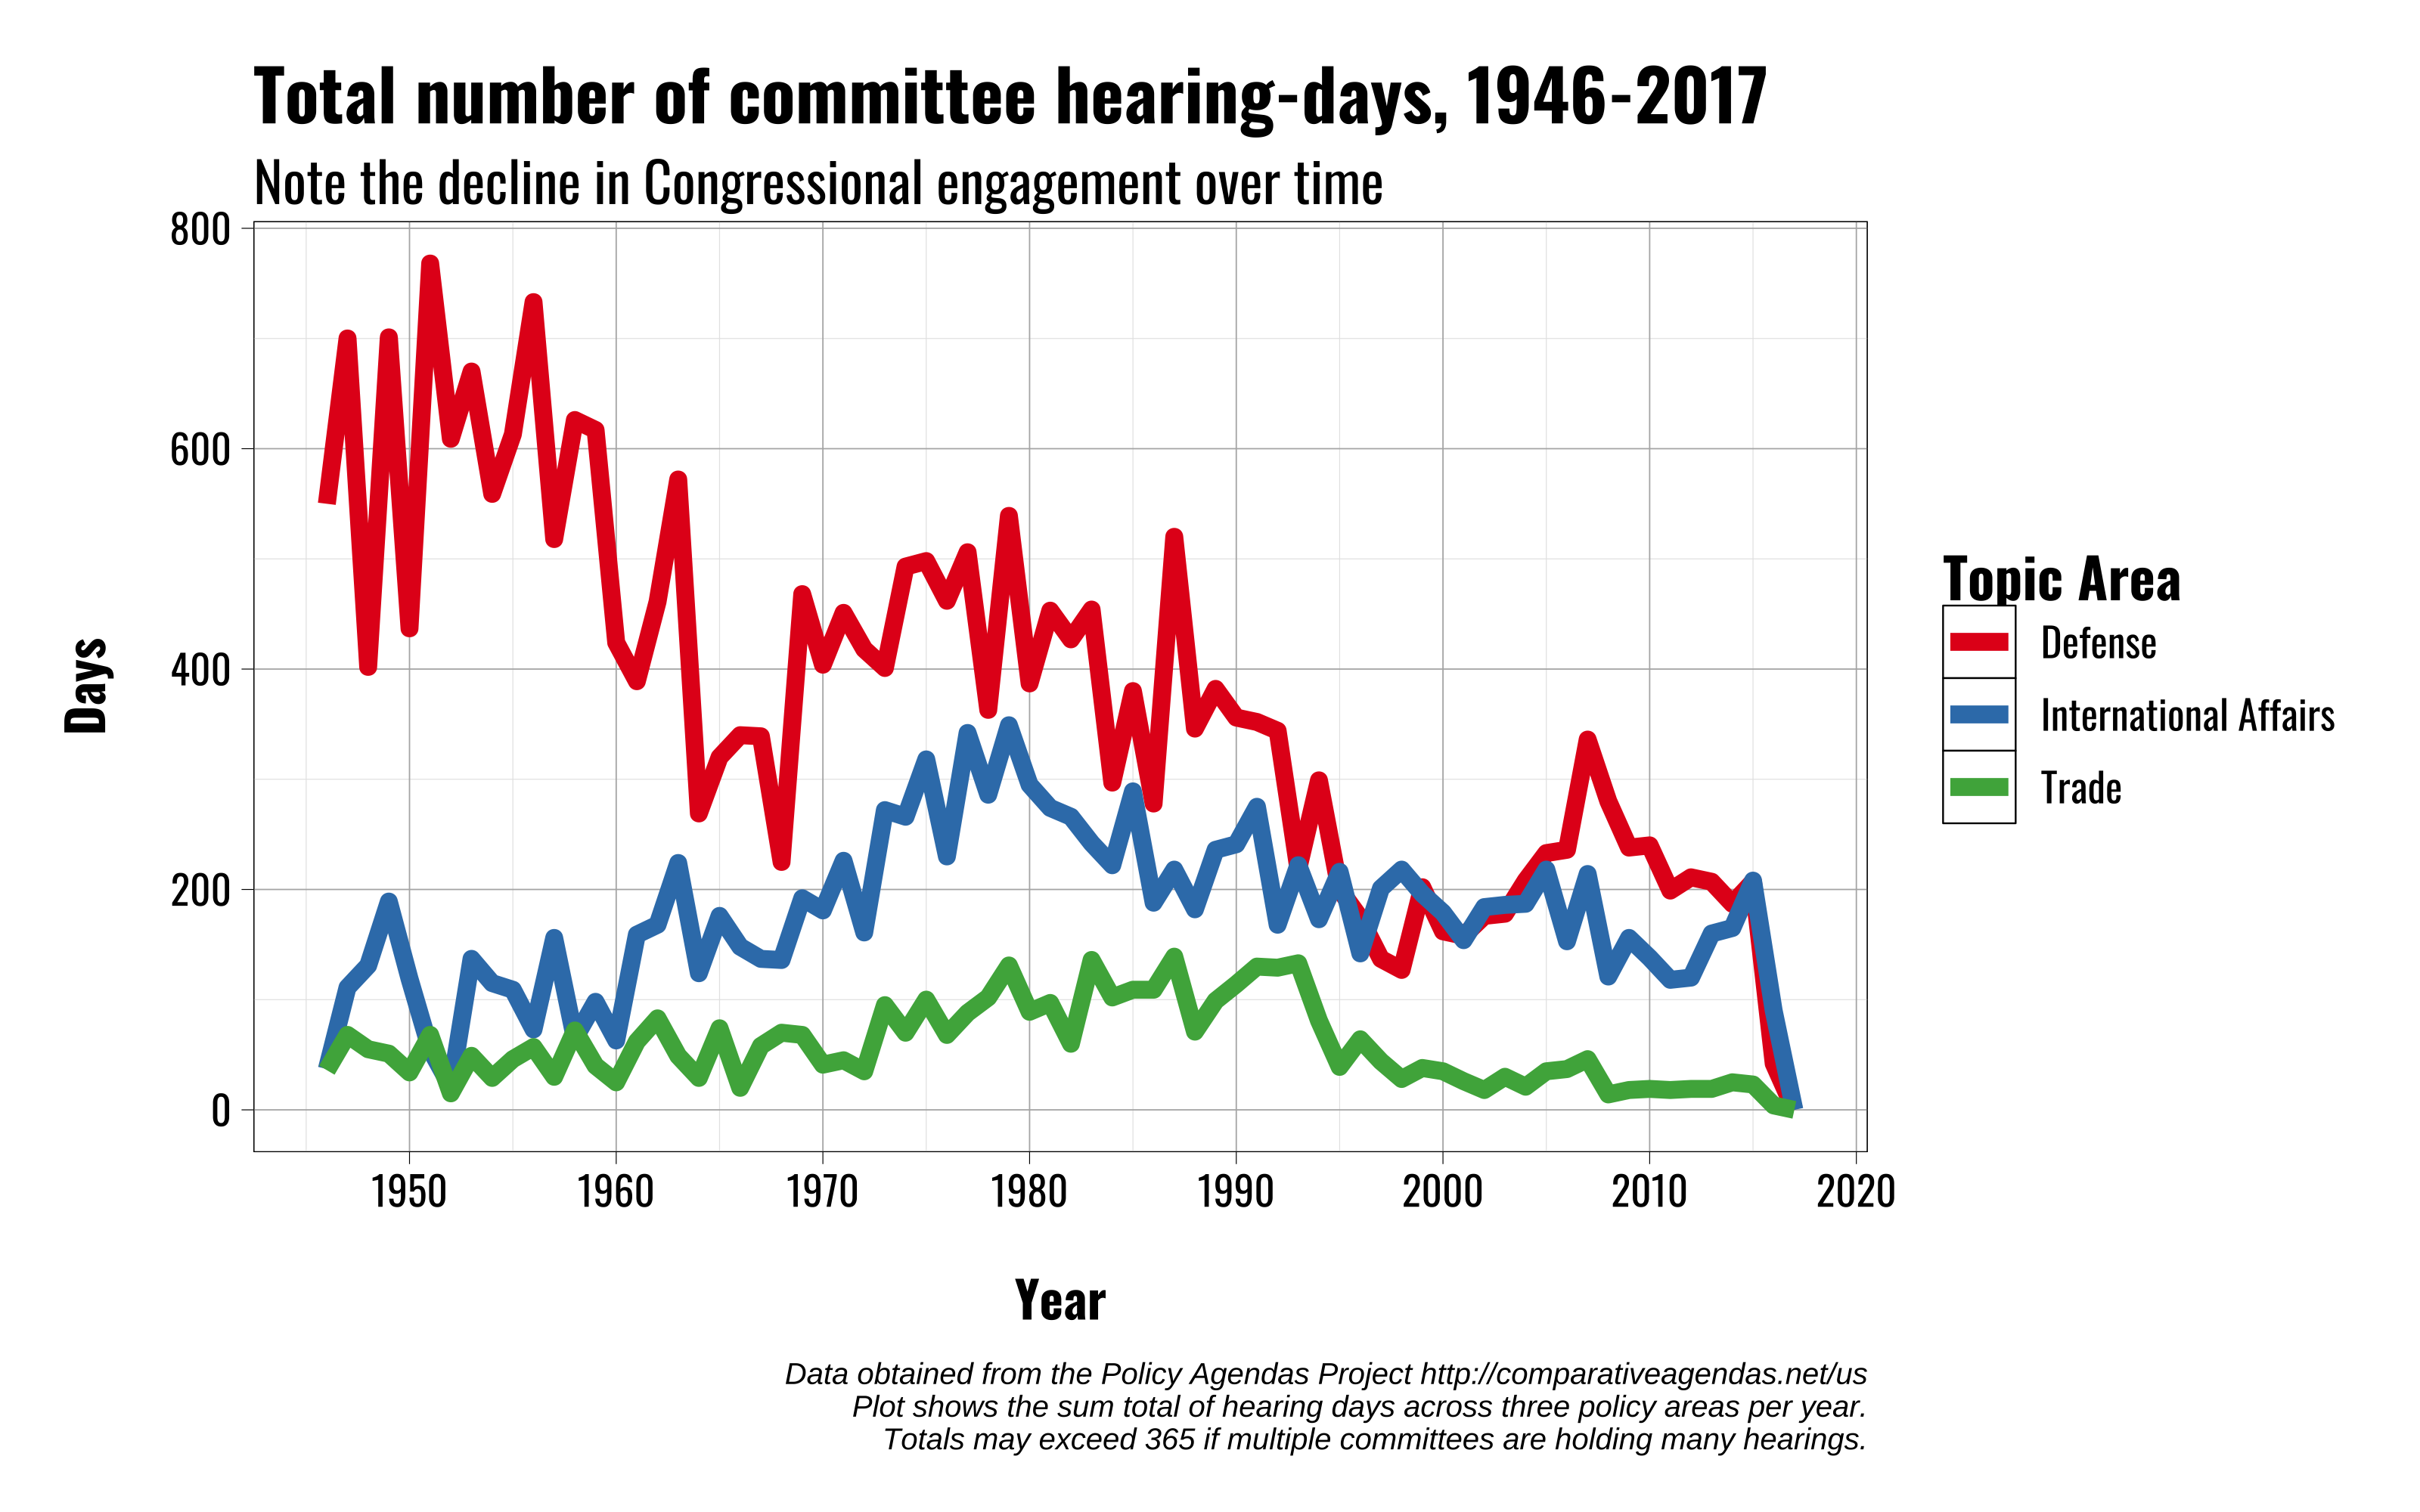 Total number of committee hearing-days, 1946-2017
Note the decline in Congressional engagement over time
800
600
400
200
0
Days
1950 1960 1970 1980 1990 2000 2010 2020
Year
Topic Area
Defense
International Affairs
Trade
Data obtained from the Policy Agendas Project http://comparativeagendas.net/us
Plot shows the sum total of hearing days across three policy areas per year.
Totals may exceed 365 if multiple committees are holding many hearings.